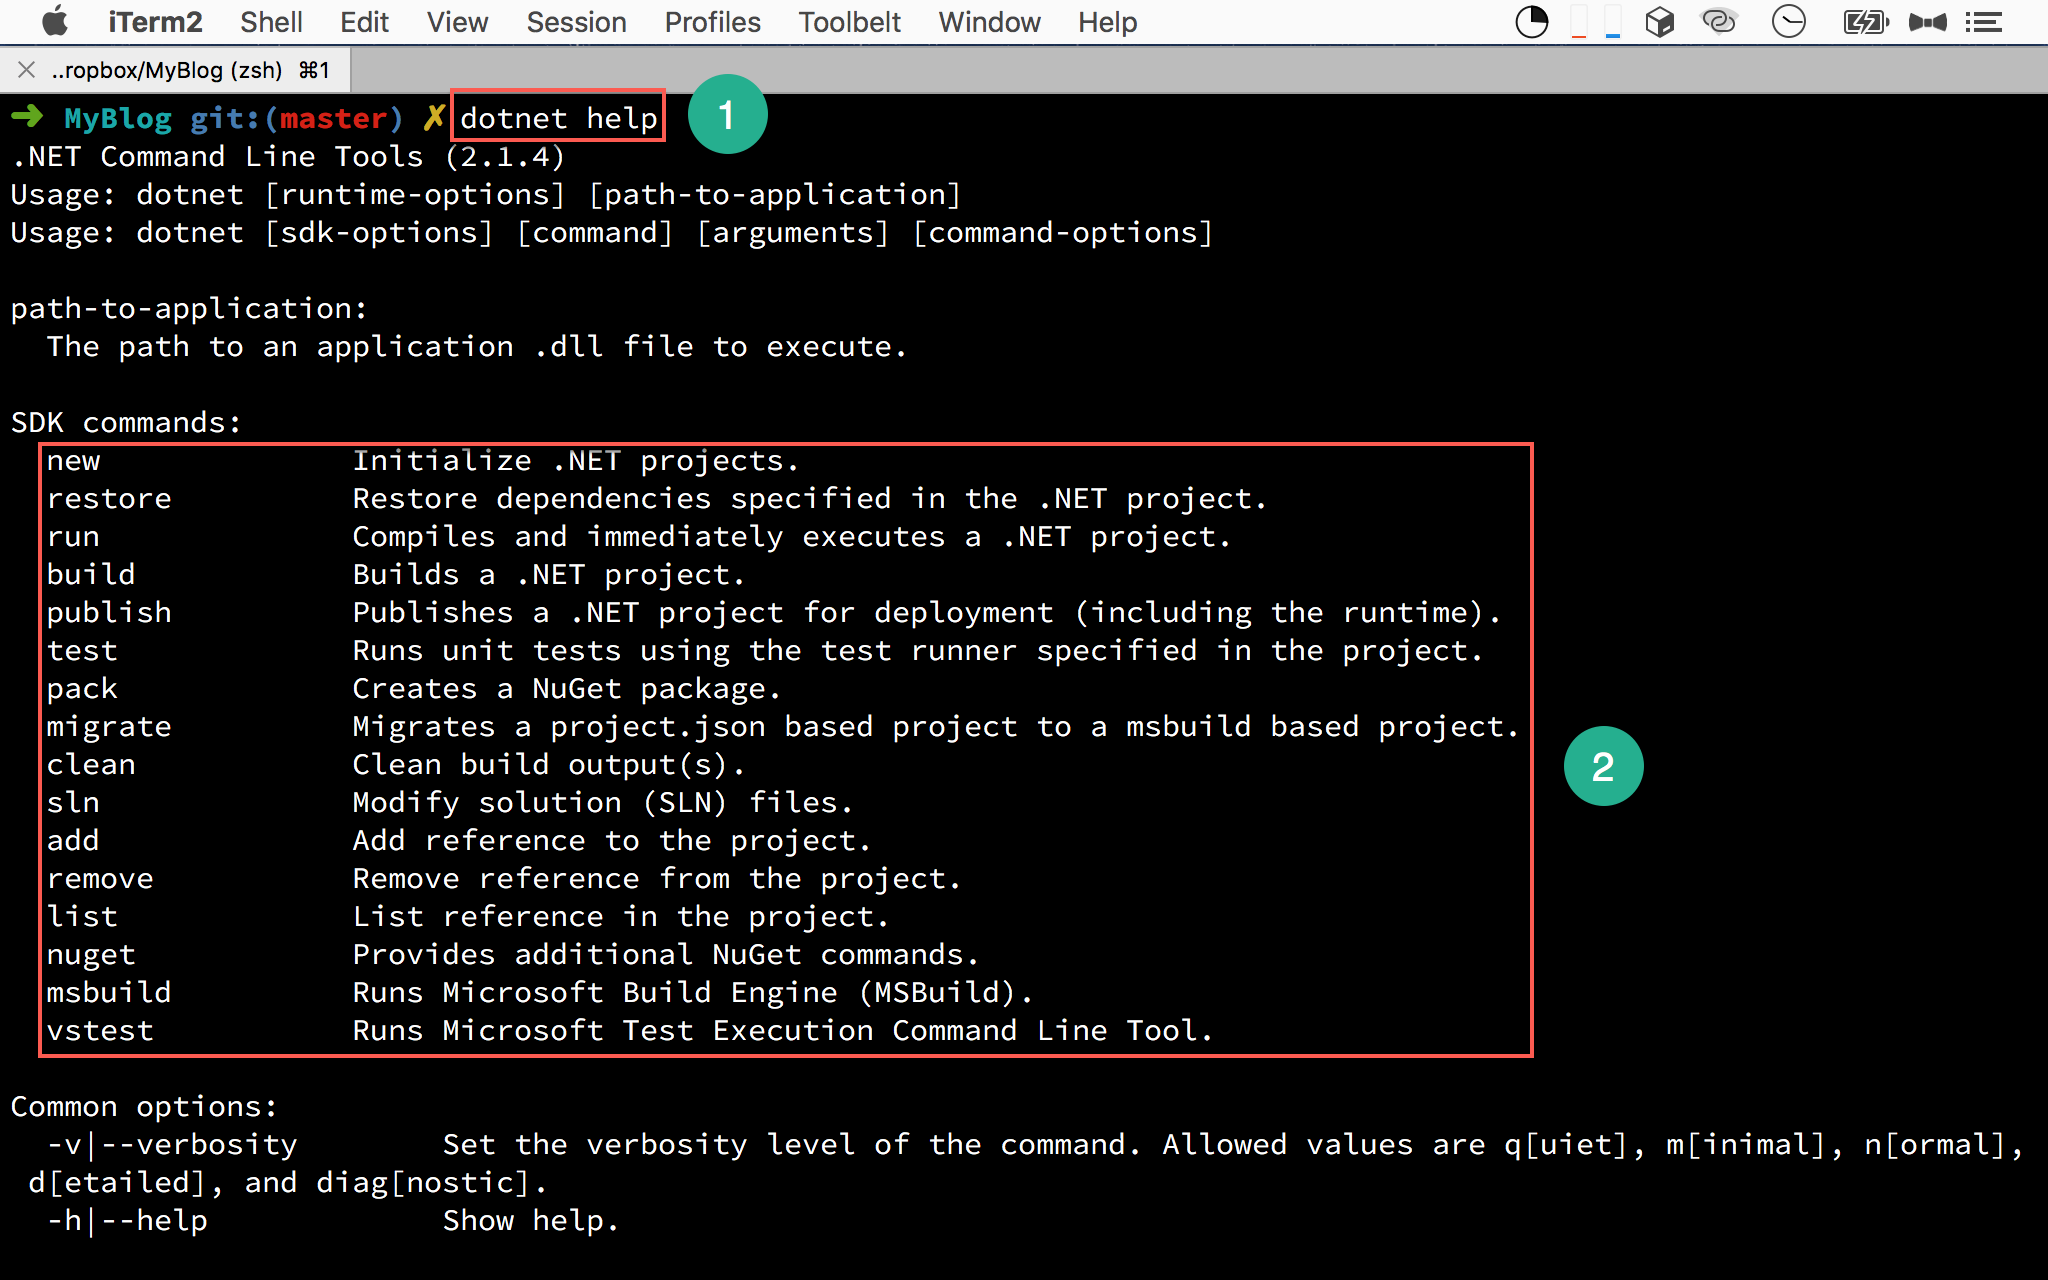 iTerm2 Shell Edit View Session Profiles Toolbelt Window Help
..ropbox/MyBlog (zsh) ⌘1
➜ MyBlog git:(master) ✗ dotnet help
1
.NET Command Line Tools (2.1.4)
Usage: dotnet [runtime-options] [path-to-application]
Usage: dotnet [sdk-options] [command] [arguments] [command-options]
path-to-application:
The path to an application .dll file to execute.
SDK commands:
new Initialize .NET projects.
restore Restore dependencies specified in the .NET project.
run Compiles and immediately executes a .NET project.
build Builds a .NET project.
publish Publishes a .NET project for deployment (including the runtime).
test Runs unit tests using the test runner specified in the project.
pack Creates a NuGet package.
migrate Migrates a project.json based project to a msbuild based project.
2
clean Clean build output(s).
sln Modify solution (SLN) files.
add Add reference to the project.
remove Remove reference from the project.
list List reference in the project.
nuget Provides additional NuGet commands.
msbuild Runs Microsoft Build Engine (MSBuild).
vstest Runs Microsoft Test Execution Command Line Tool.
Common options:
-v|--verbosity Set the verbosity level of the command. Allowed values are q[uiet], m[inimal], n[ormal],
d[etailed], and diag[nostic].
-h|--help Show help.